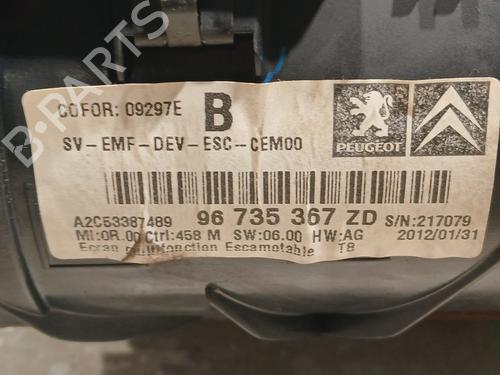 B-PARTS
COFOR: 09297E B
PEUGEOT
SV-EMF-DEV-ESC-CEM00
A2C53387489 96 735 367 ZD S/N:217079
MI:0R.00 Ctrl:458 M SW:06.00 HW:AG 2012/01/31
Ecran multifonction Escamotable T8